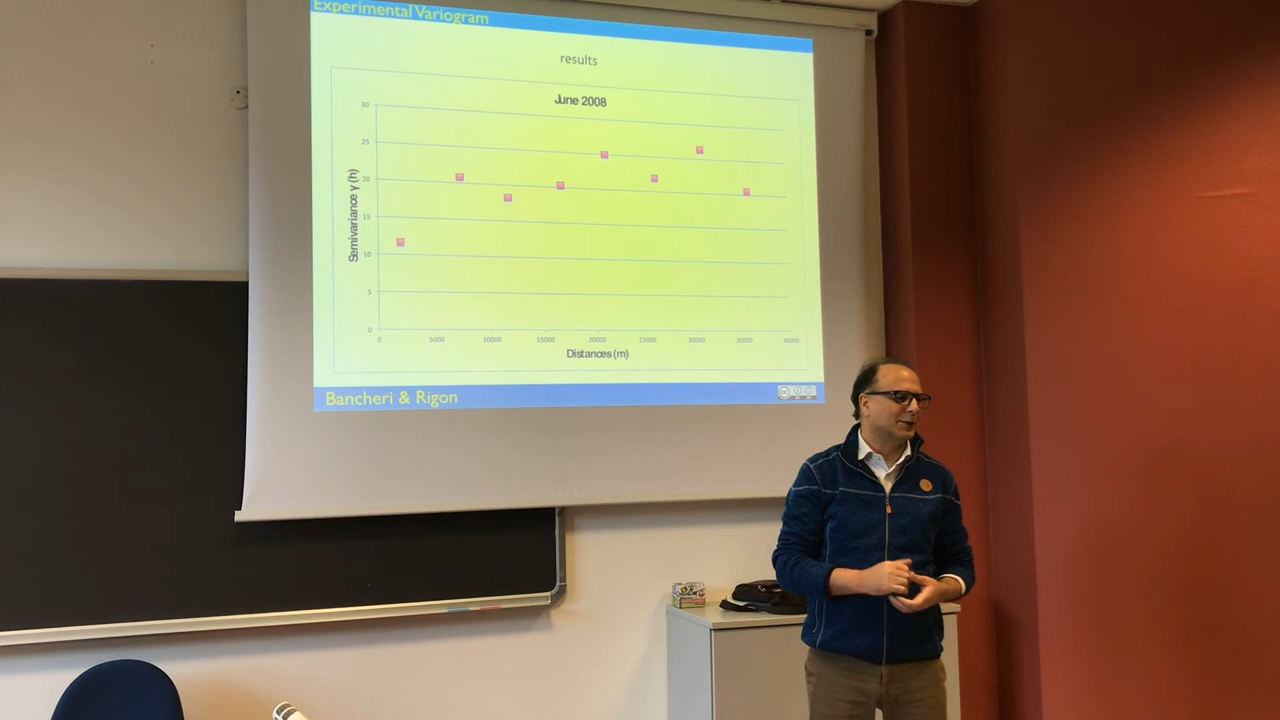 Experimental Variogram
results
June 2008
30
25
20
15
10
5
0
Semivariance γ (h)
0 5000 10000 15000 20000 25000 30000 35000 40000
Distances (m)
Bancheri & Rigon